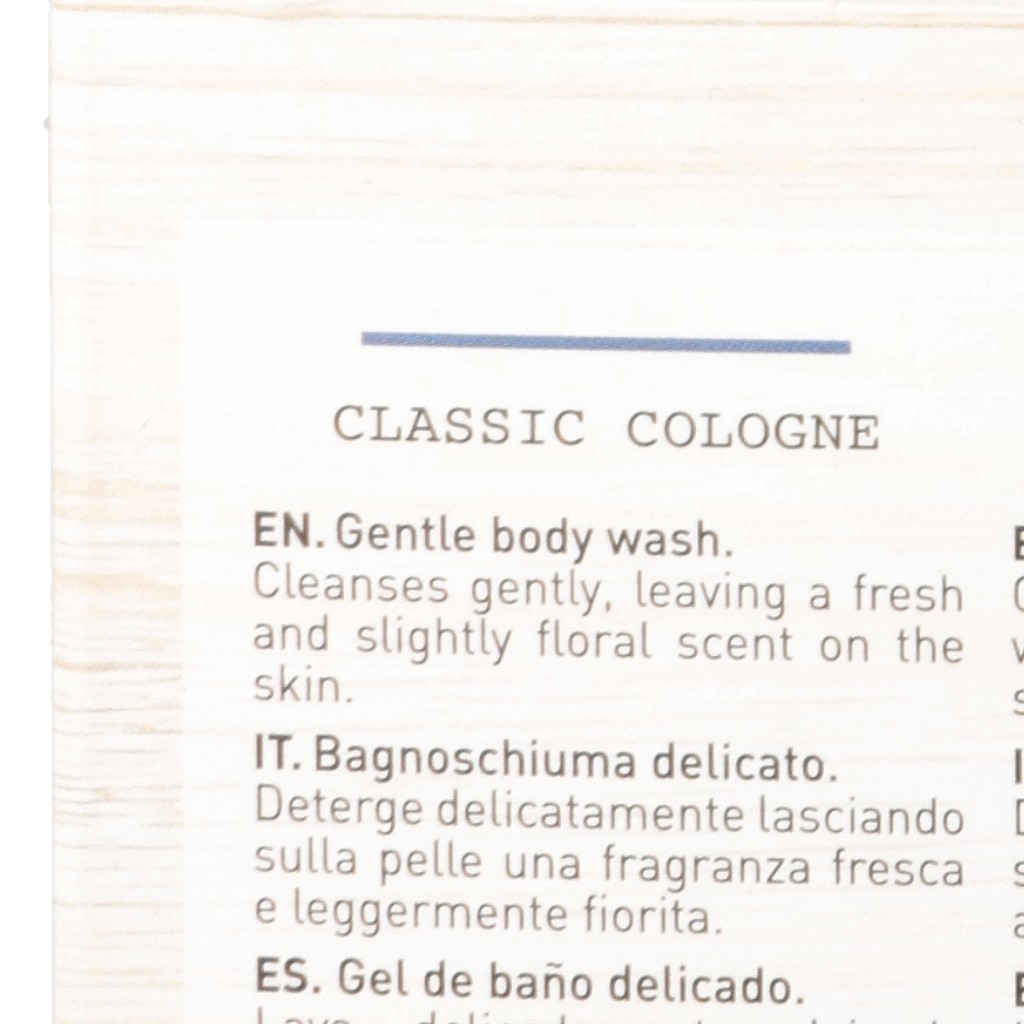 CLASSIC COLOGNE
EN. Gentle body wash.
Cleanses gently, leaving a fresh
and slightly floral scent on the
skin.
IT. Bagnoschiuma delicato.
Deterge delicatamente lasciando
sulla pelle una fragranza fresca
e leggermente fiorita.
ES. Gel de baño delicado.